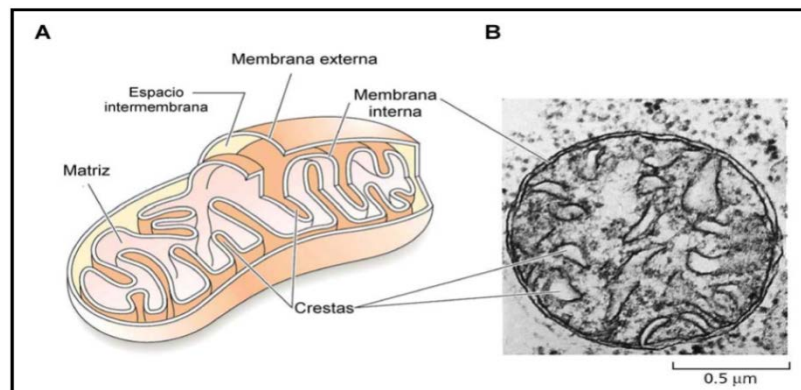 A
B
Membrana externa
Espacio
intermembrana
Membrana
interna
Matriz
Crestas
0.5 µm